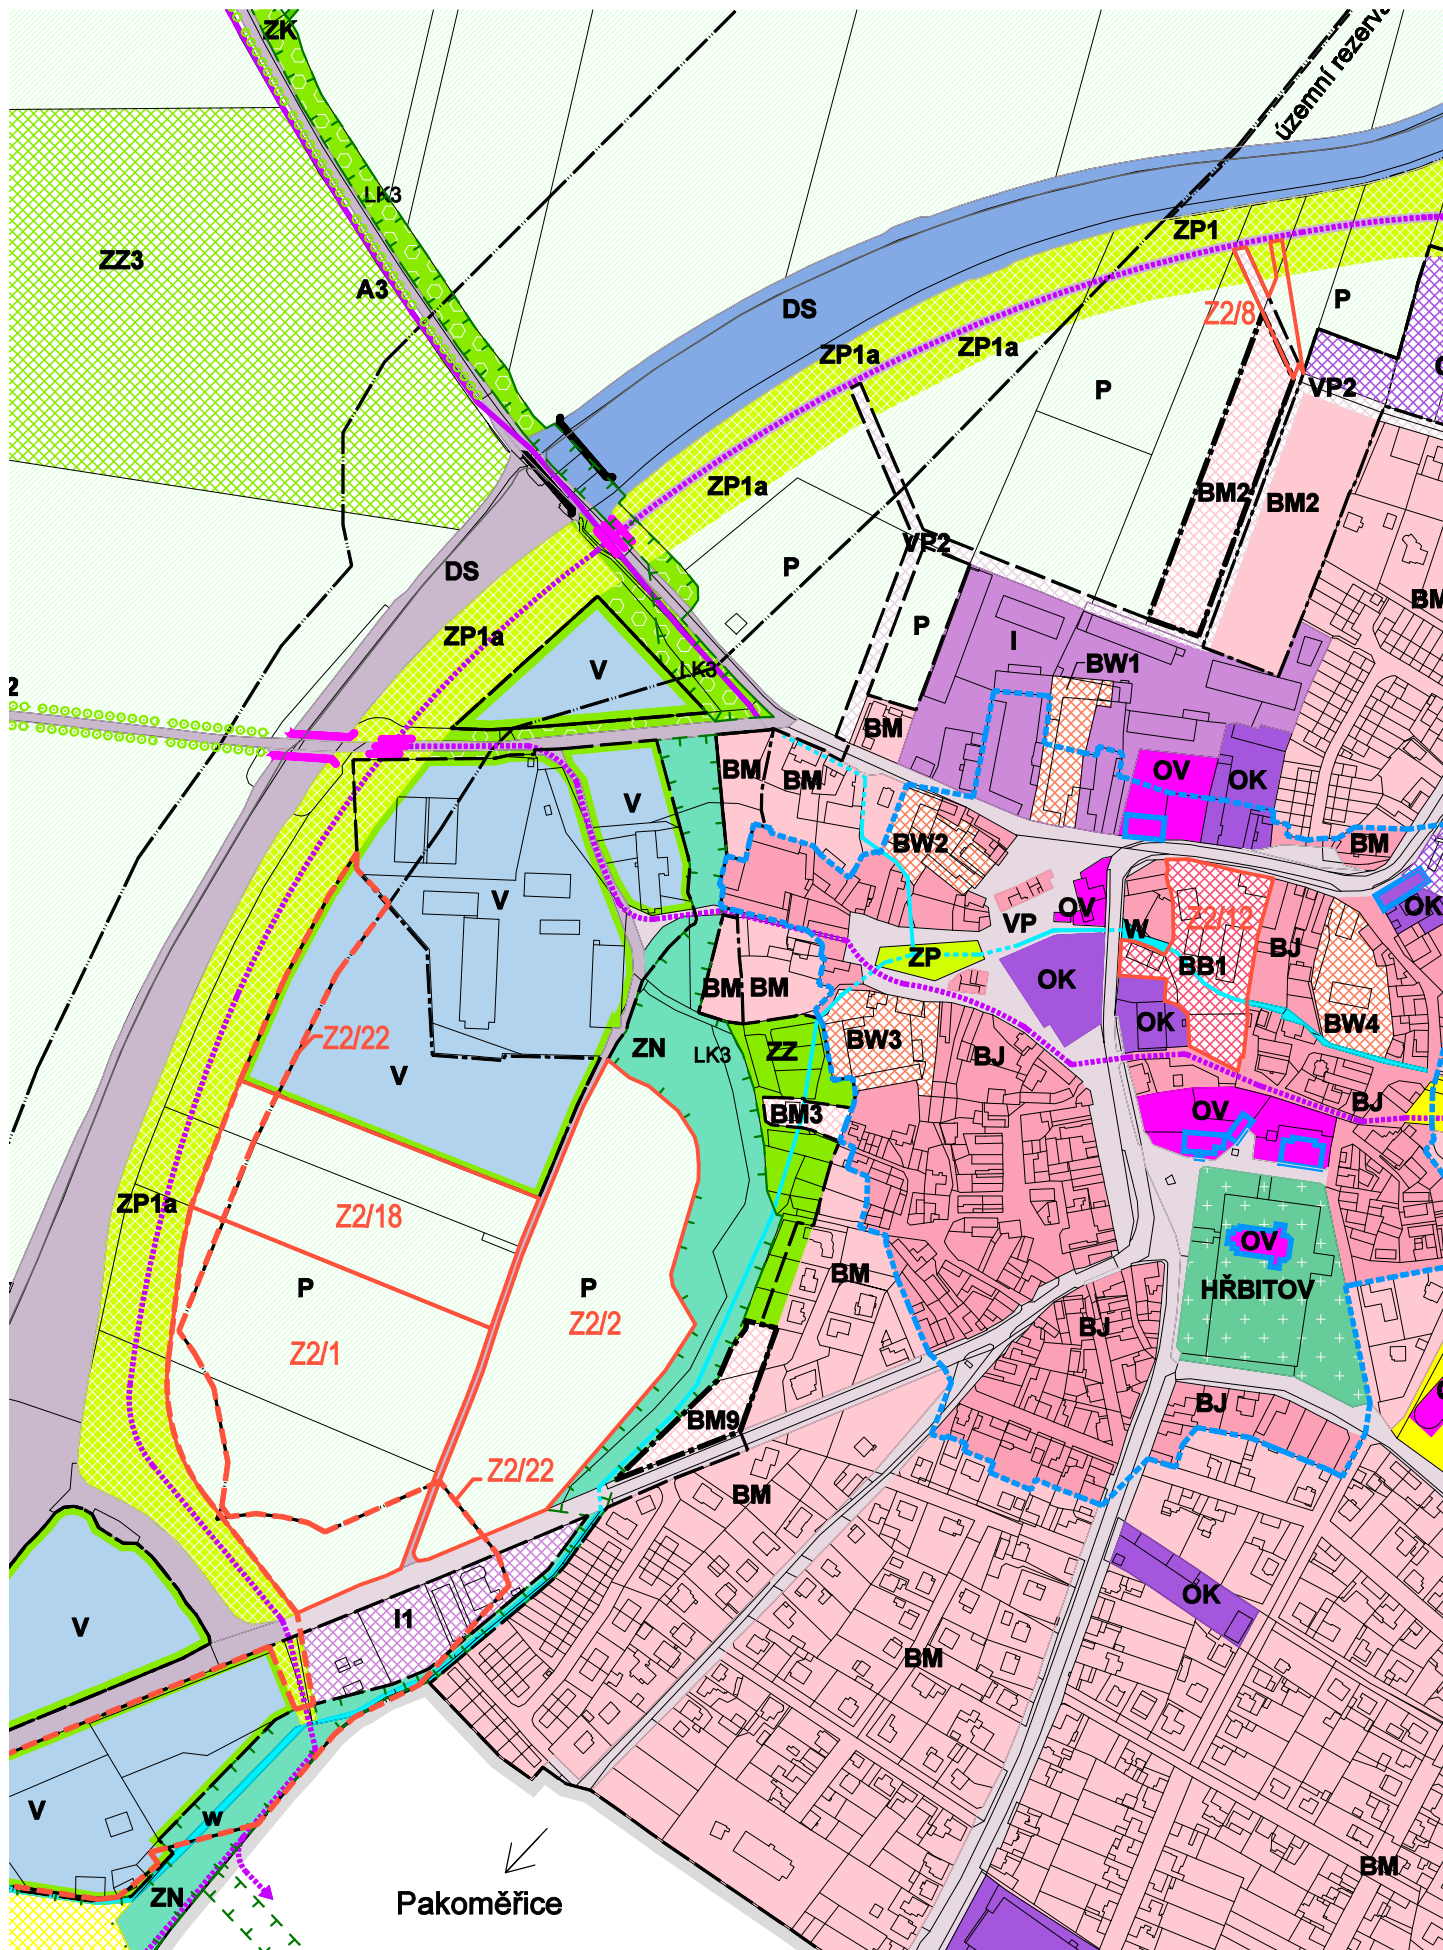 ZK
územní rezerva
LK3
ZZ3
A3
ZP1
DS
Z2/8
P
ZP1a
ZP1a
P
VP2
ZP1a
BM2
BM2
VP2
DS
P
BM
P
ZP1a
I
BW1
V
LK3
2
BM
BM
BM
OV
OK
V
BW2
BM
V
OV
OK
VP
W
Z2/12
BJ
ZP
BB1
OK
BM
BM
OK
BW4
Z2/22
BW3
ZN
LK3
ZZ
BJ
V
BM3
OV
BJ
ZP1a
Z2/18
OV
BM
P
P
HŘBITOV
Z2/2
BJ
Z2/1
BJ
BM9
Z2/22
BM
OK
I1
V
BM
V
W
BM
ZN
Pakoměřice